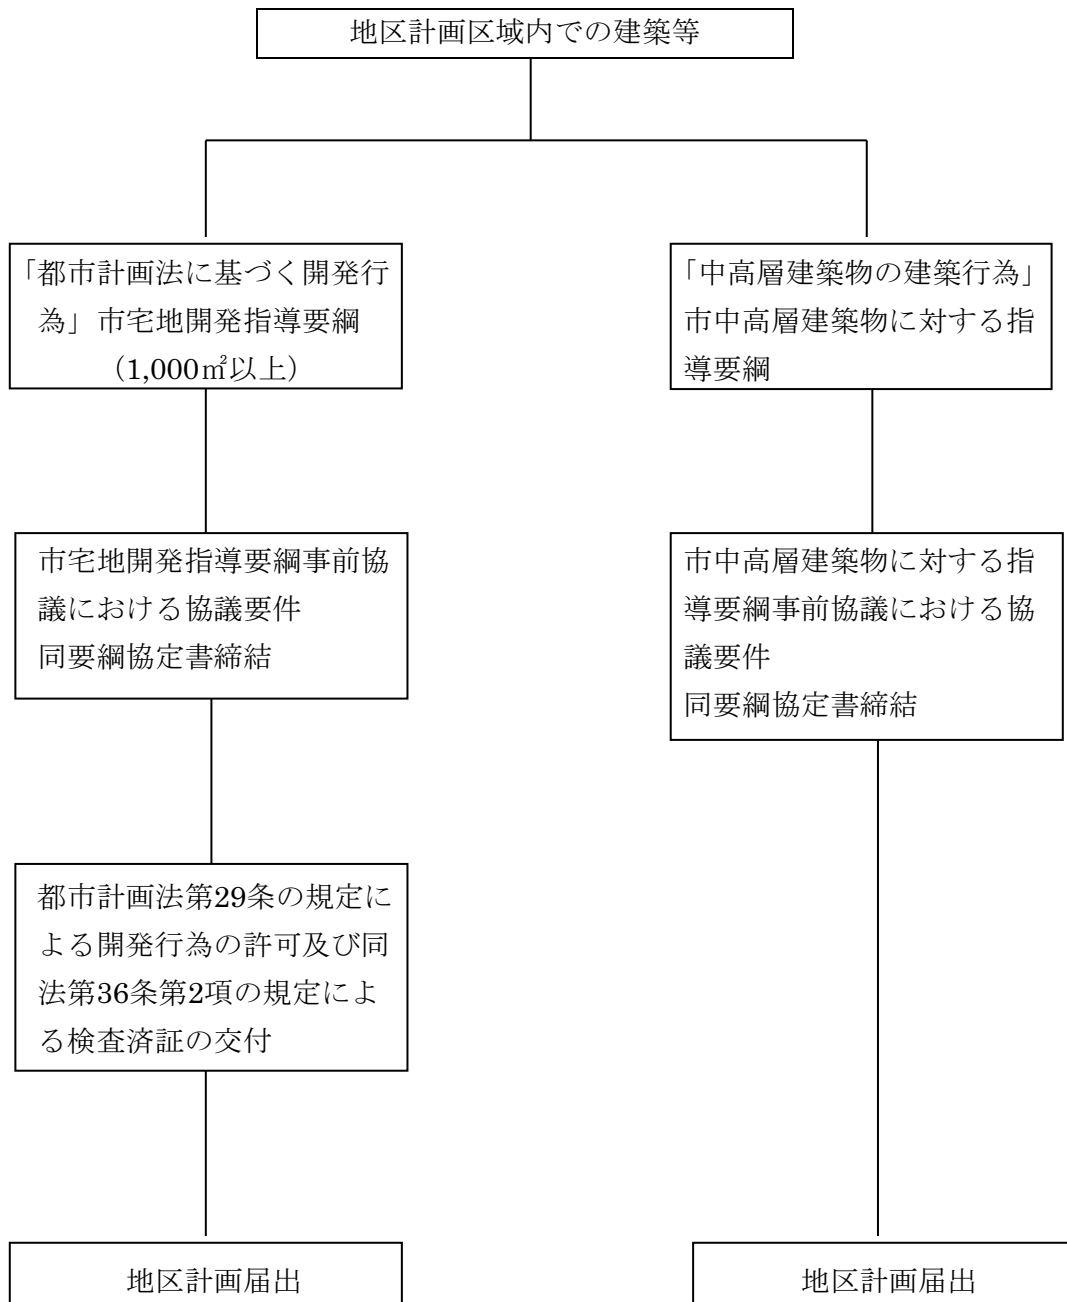 地区計画区域内での建築等
「都市計画法に基づく開発行
為」市宅地開発指導要綱
（1,000㎡以上）
「中高層建築物の建築行為」
市中高層建築物に対する指
導要綱
市宅地開発指導要綱事前協
議における協議要件
同要綱協定書締結
市中高層建築物に対する指
導要綱事前協議における協
議要件
同要綱協定書締結
都市計画法第29条の規定に
よる開発行為の許可及び同
法第36条第2項の規定によ
る検査済証の交付
地区計画届出
地区計画届出